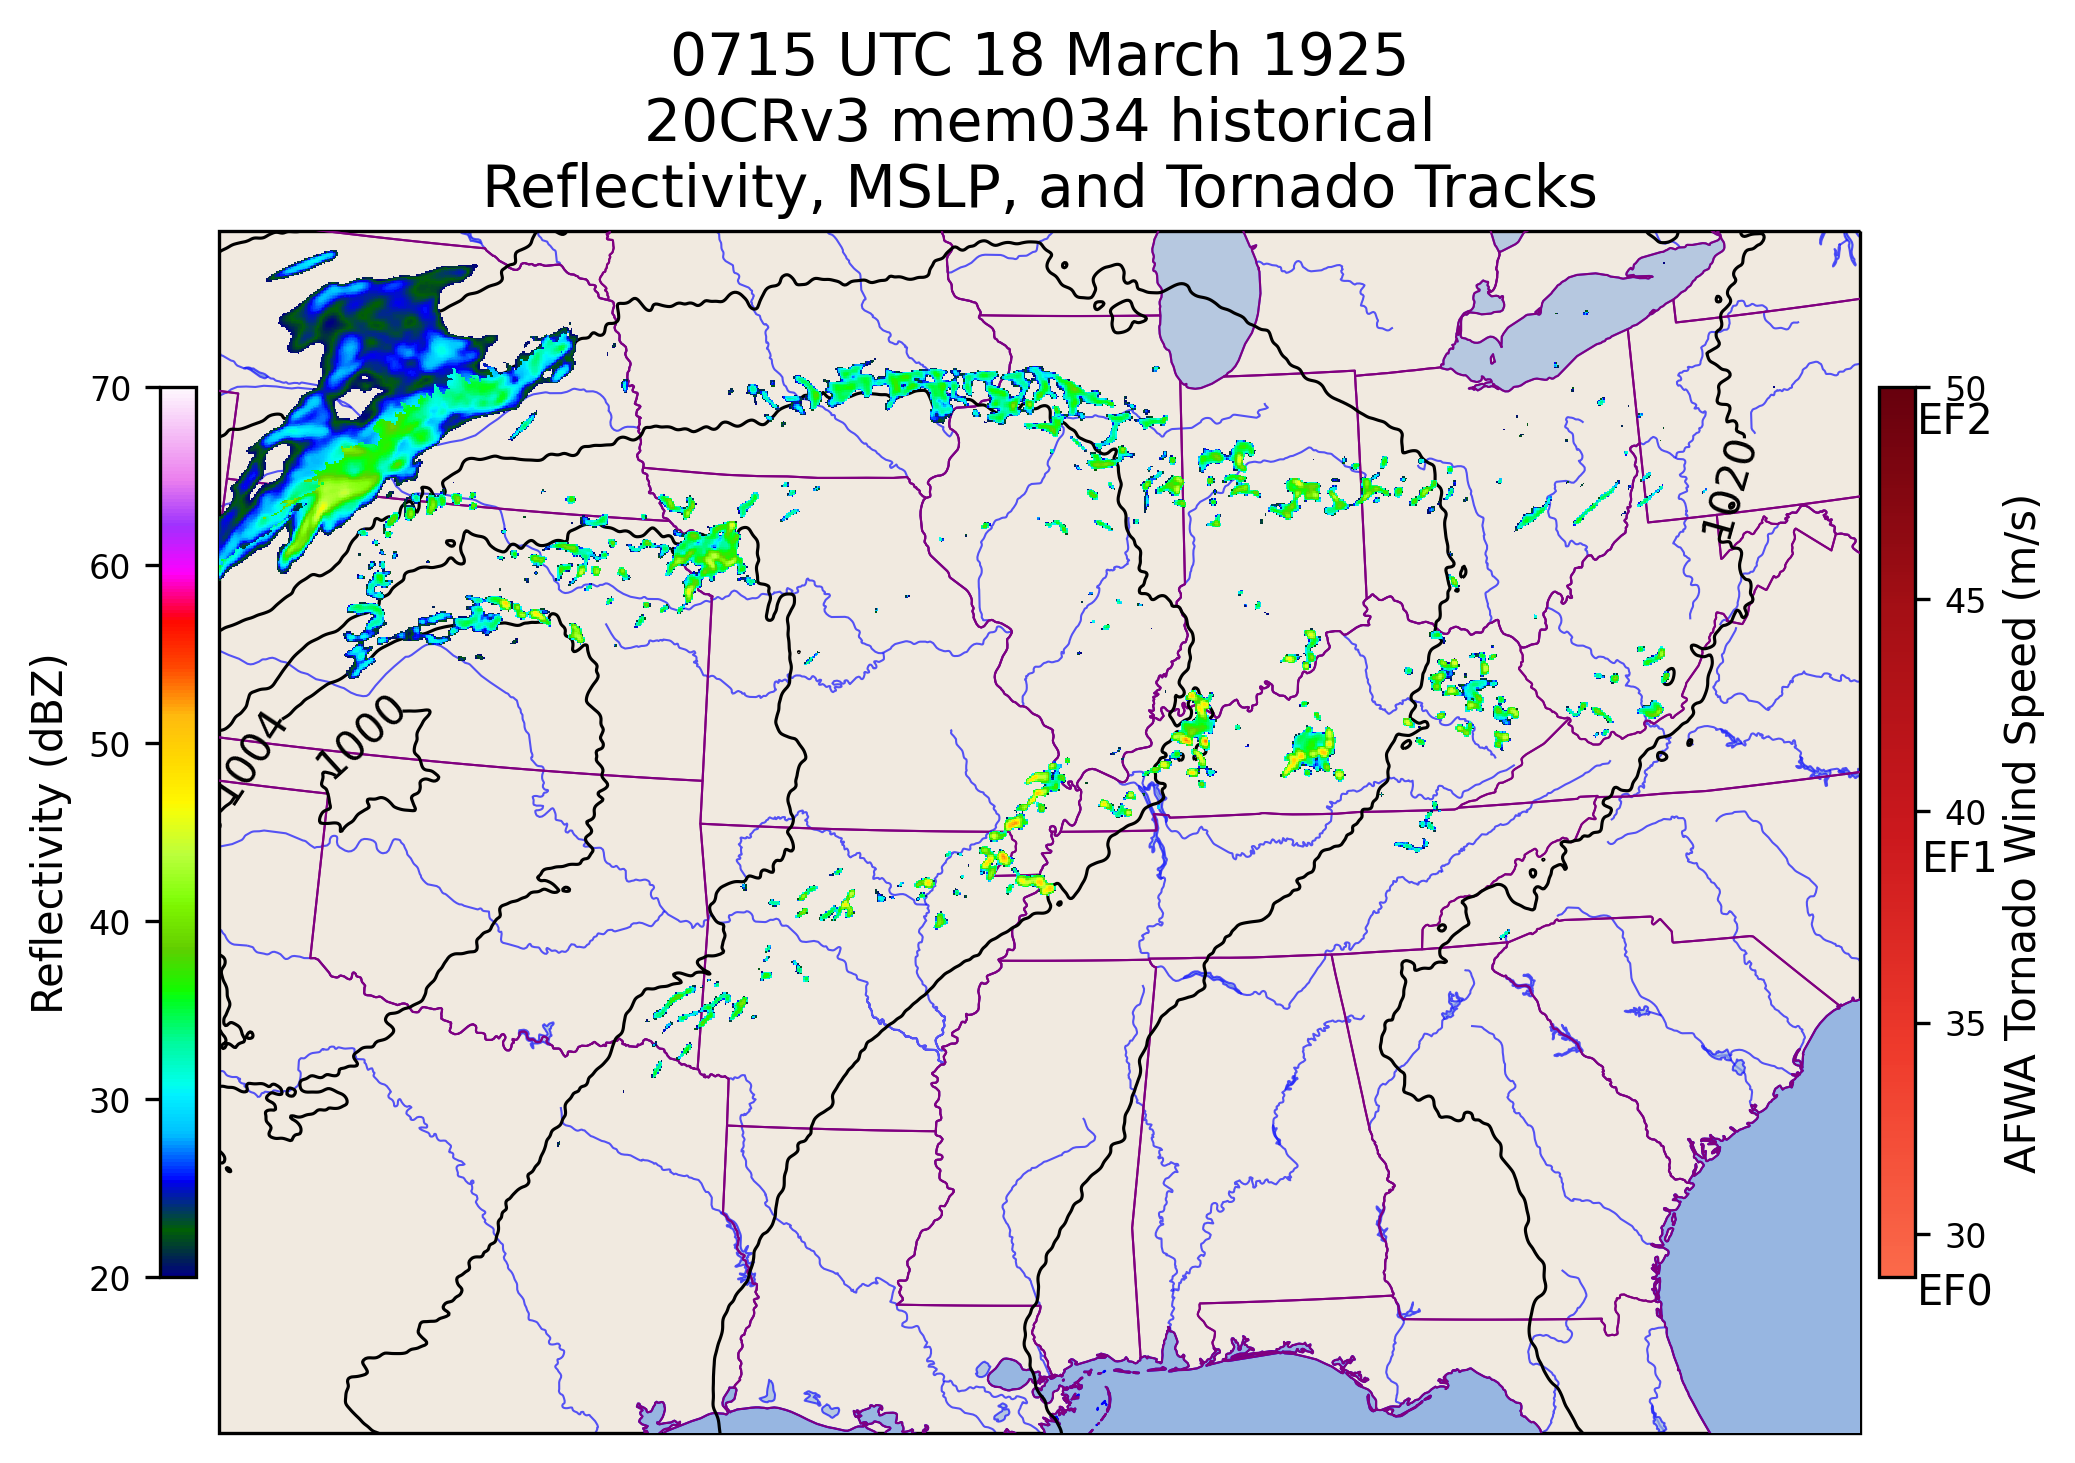 0715 UTC 18 March 1925
20CRv3 mem034 historical
Reflectivity, MSLP, and Tornado Tracks
70
60
50
40
30
20
Reflectivity (dBZ)
1004
1000
1020
50
EF2
45
40
EF1
35
30
EF0
AFWA Tornado Wind Speed (m/s)